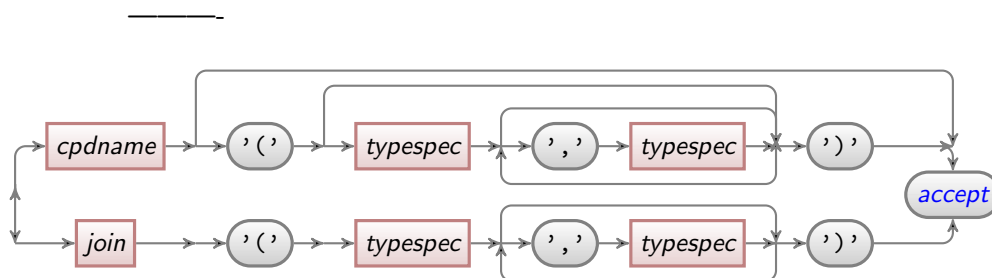 cpdname '(' typespec ',' typespec ')'
accept
join '(' typespec ',' typespec ')'